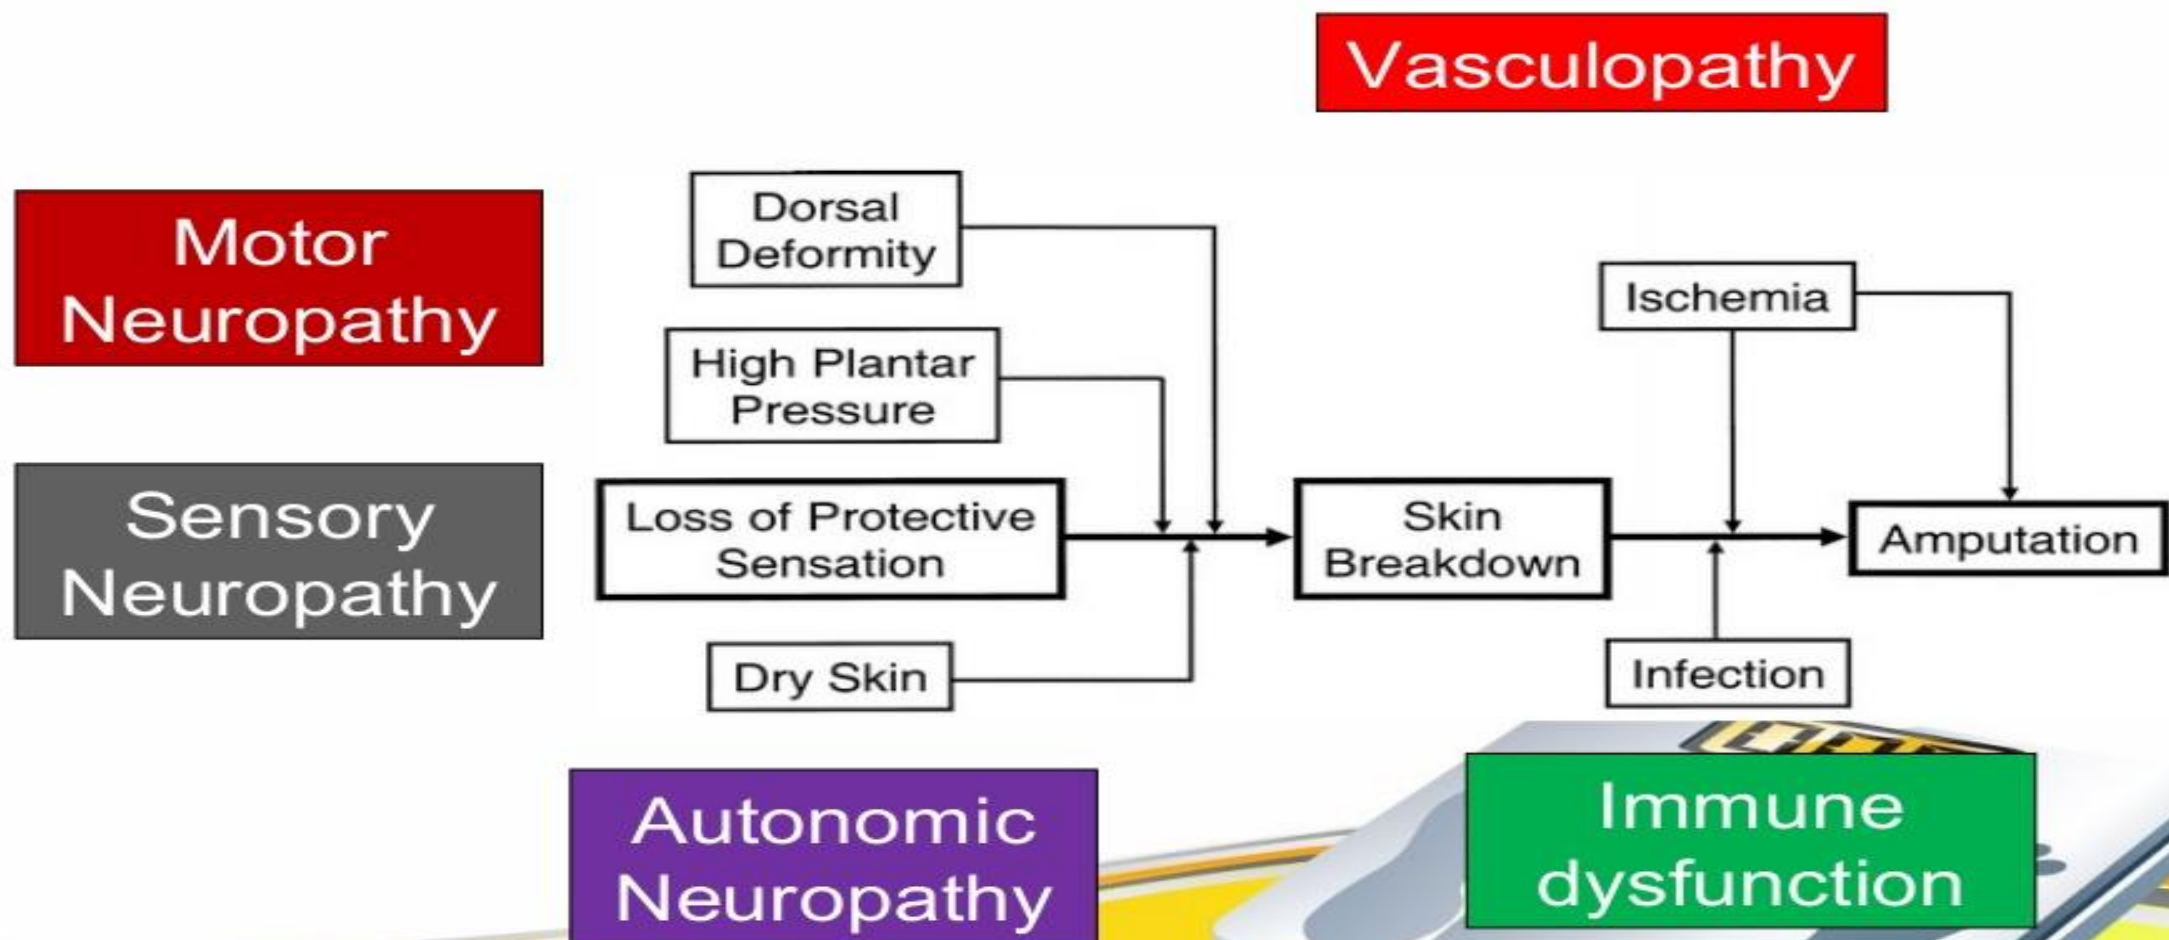 Vasculopathy
Motor
Neuropathy
Dorsal
Deformity
Ischemia
High Plantar
Pressure
Sensory
Neuropathy
Loss of Protective
Sensation
Skin
Breakdown
Amputation
Dry Skin
Infection
Autonomic
Neuropathy
Immune
dysfunction